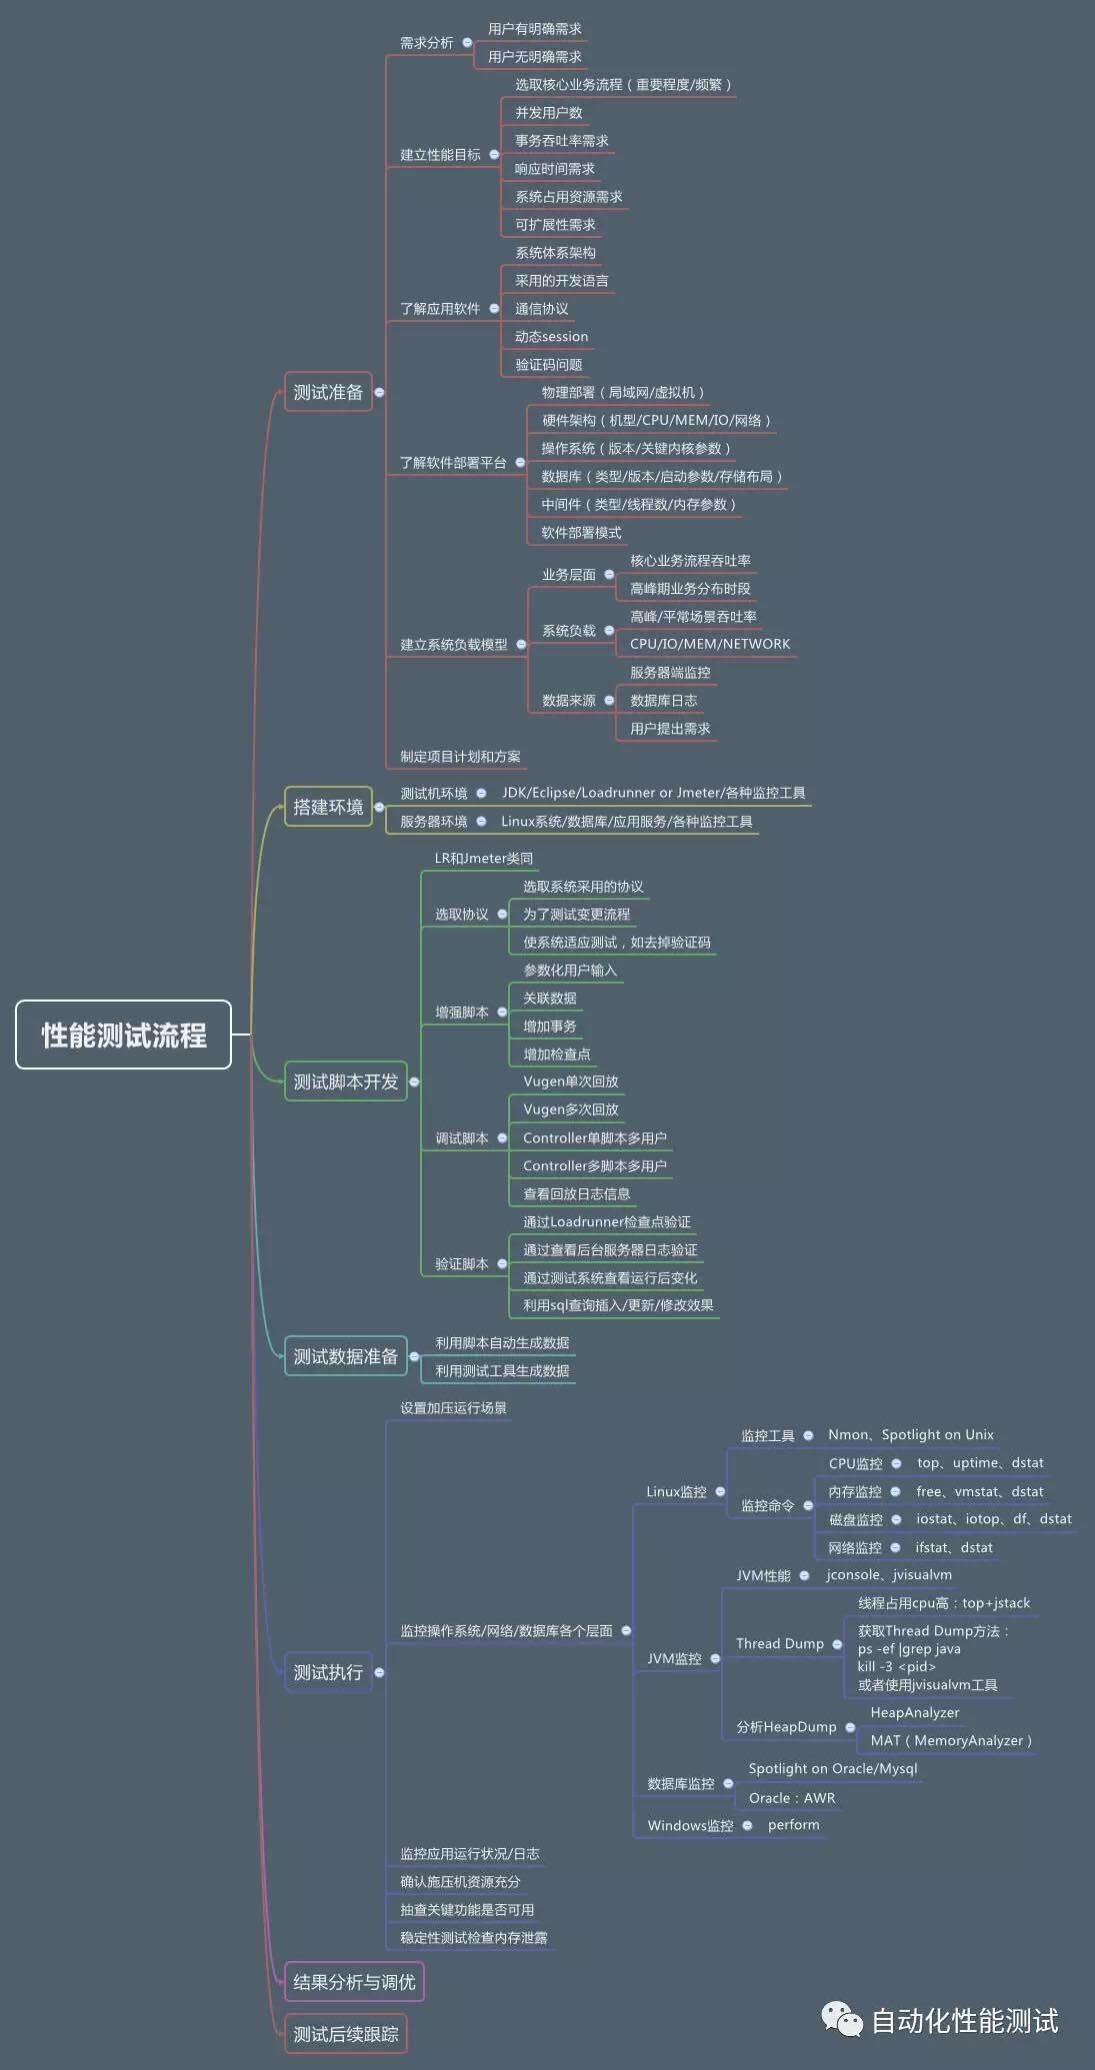 性能测试流程
测试准备
需求分析
用户有明确需求
用户无明确需求
建立性能目标
选取核心业务流程（重要程度/频繁）
并发用户数
事务吞吐率需求
响应时间需求
系统占用资源需求
可扩展性需求
了解应用软件
系统体系架构
采用的开发语言
通信协议
动态session
验证码问题
了解软件部署平台
物理部署（局域网/虚拟机）
硬件架构（机型/CPU/MEM/IO/网络）
操作系统（版本/关键内核参数）
数据库（类型/版本/启动参数/存储布局）
中间件（类型/线程数/内存参数）
软件部署模式
建立系统负载模型
业务层面
核心业务流程吞吐率
高峰期业务分布时段
系统负载
高峰/平常场景吞吐率
CPU/IO/MEM/NETWORK
数据来源
服务器端监控
数据库日志
用户提出需求
制定项目计划和方案
搭建环境
测试机环境
JDK/Eclipse/Loadrunner or Jmeter/各种监控工具
服务器环境
Linux系统/数据库/应用服务/各种监控工具
测试脚本开发
LR和Jmeter类同
选取协议
选取系统采用的协议
为了测试变更流程
使系统适应测试，如去掉验证码
增强脚本
参数化用户输入
关联数据
增加事务
增加检查点
调试脚本
Vugen单次回放
Vugen多次回放
Controller单脚本多用户
Controller多脚本多用户
查看回放日志信息
验证脚本
通过Loadrunner检查点验证
通过查看后台服务器日志验证
通过测试系统查看运行后变化
利用sql查询插入/更新/修改效果
测试数据准备
利用脚本自动生成数据
利用测试工具生成数据
测试执行
设置加压运行场景
监控操作系统/网络/数据库各个层面
Linux监控
监控工具
Nmon、Spotlight on Unix
监控命令
CPU监控
top、uptime、dstat
内存监控
free、vmstat、dstat
磁盘监控
iostat、iotop、df、dstat
网络监控
ifstat、dstat
JVM监控
JVM性能
jconsole、jvisualvm
Thread Dump
线程占用cpu高：top+jstack
获取Thread Dump方法：
ps -ef |grep java
kill -3 <pid>
或者使用jvisualvm工具
分析HeapDump
HeapAnalyzer
MAT（MemoryAnalyzer）
数据库监控
Spotlight on Oracle/Mysql
Oracle：AWR
Windows监控
perform
监控应用运行状况/日志
确认施压机资源充分
抽查关键功能是否可用
稳定性测试检查内存泄露
结果分析与调优
测试后续跟踪
自动化性能测试